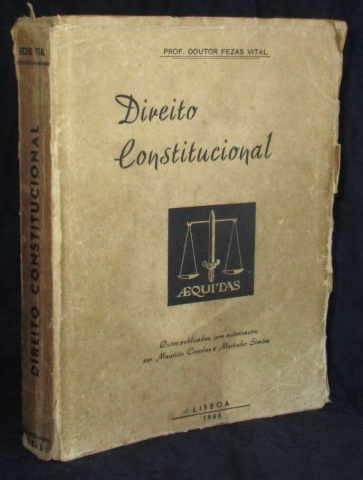 PROF. DOUTOR FEZAS VITAL
Direito
Constitucional
ÆQUITAS
Lições publicadas, com autorização,
por Maurício Canelas e Martinho Simões
LISBOA
1946
FEZAS VITAL
DIREITO CONSTITUCIONAL